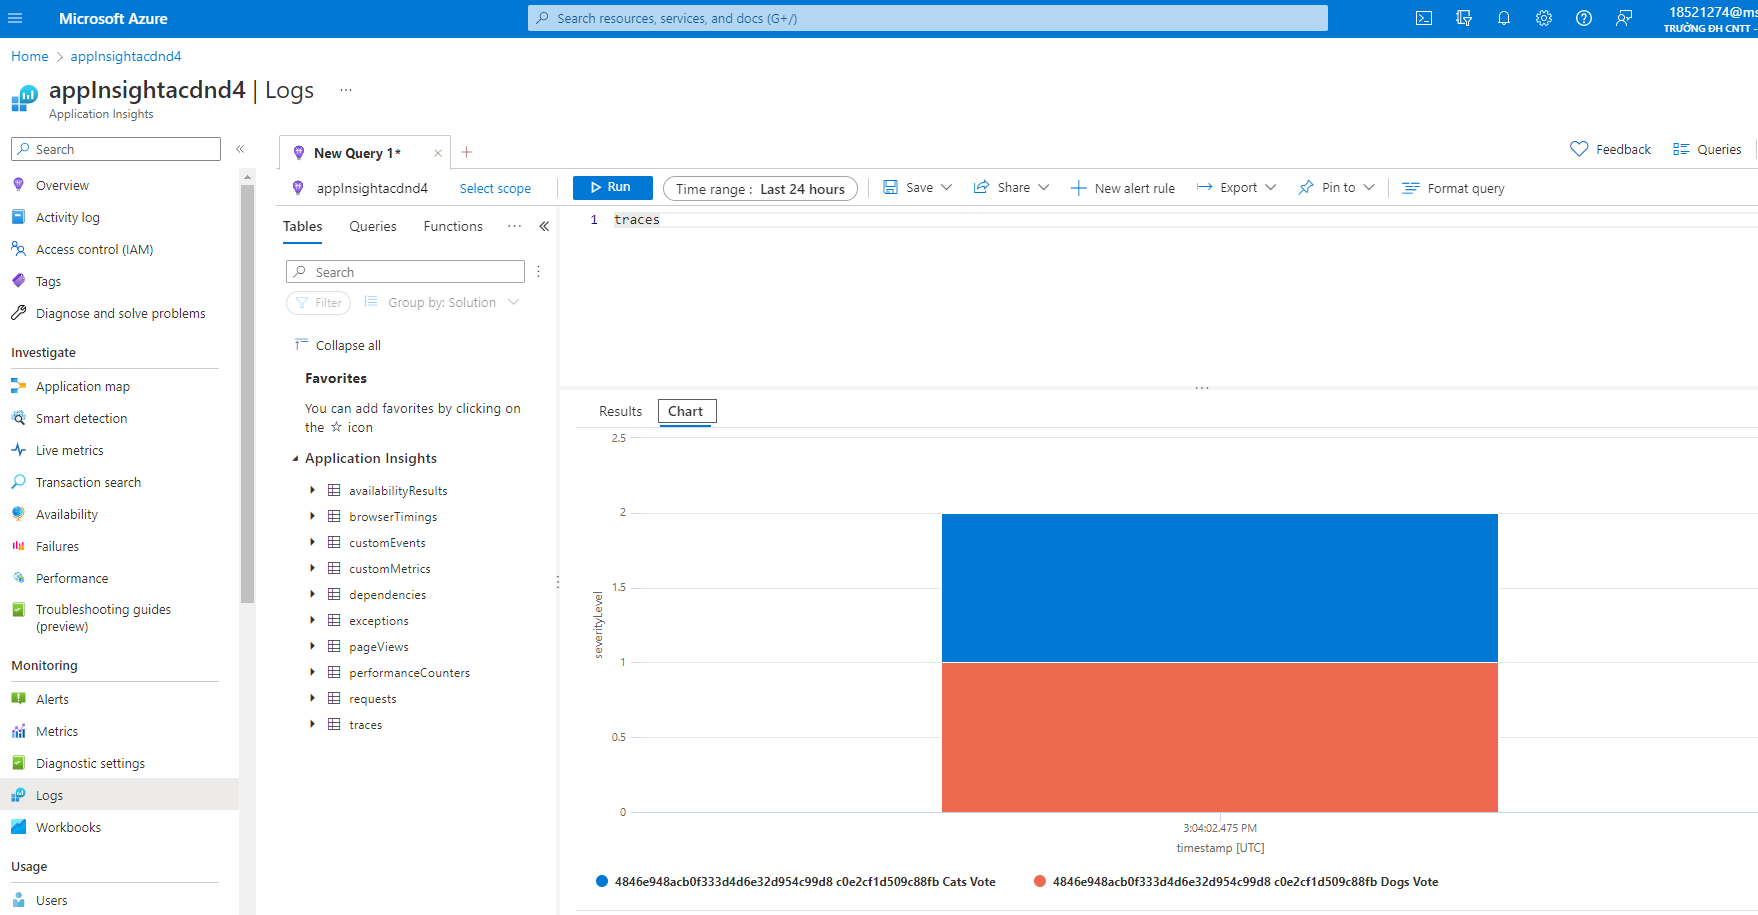 Microsoft Azure
Search resources, services, and docs (G+/)
18521274@ms
TRƯỜNG ĐH CNTT -
Home > appInsightacdnd4
appInsightacdnd4 | Logs ...
Application Insights
Search
Overview
Activity log
Access control (IAM)
Tags
Diagnose and solve problems
Investigate
Application map
Smart detection
Live metrics
Transaction search
Availability
Failures
Performance
Troubleshooting guides
(preview)
Monitoring
Alerts
Metrics
Diagnostic settings
Logs
Workbooks
Usage
Users
New Query 1*
Feedback
Queries
appInsightacdnd4
Select scope
Run
Time range : Last 24 hours
Save
Share
New alert rule
Export
Pin to
Format query
Tables
Queries
Functions
...
Search
Filter
Group by: Solution
Collapse all
Favorites
You can add favorites by clicking on
the ☆ icon
Application Insights
availabilityResults
browserTimings
customEvents
customMetrics
dependencies
exceptions
pageViews
performanceCounters
requests
traces
1 traces
Results
Chart
2.5
2
1.5
1
0.5
0
severityLevel
3:04:02.475 PM
timestamp [UTC]
4846e948acb0f333d4d6e32d954c99d8 c0e2cf1d509c88fb Cats Vote
4846e948acb0f333d4d6e32d954c99d8 c0e2cf1d509c88fb Dogs Vote